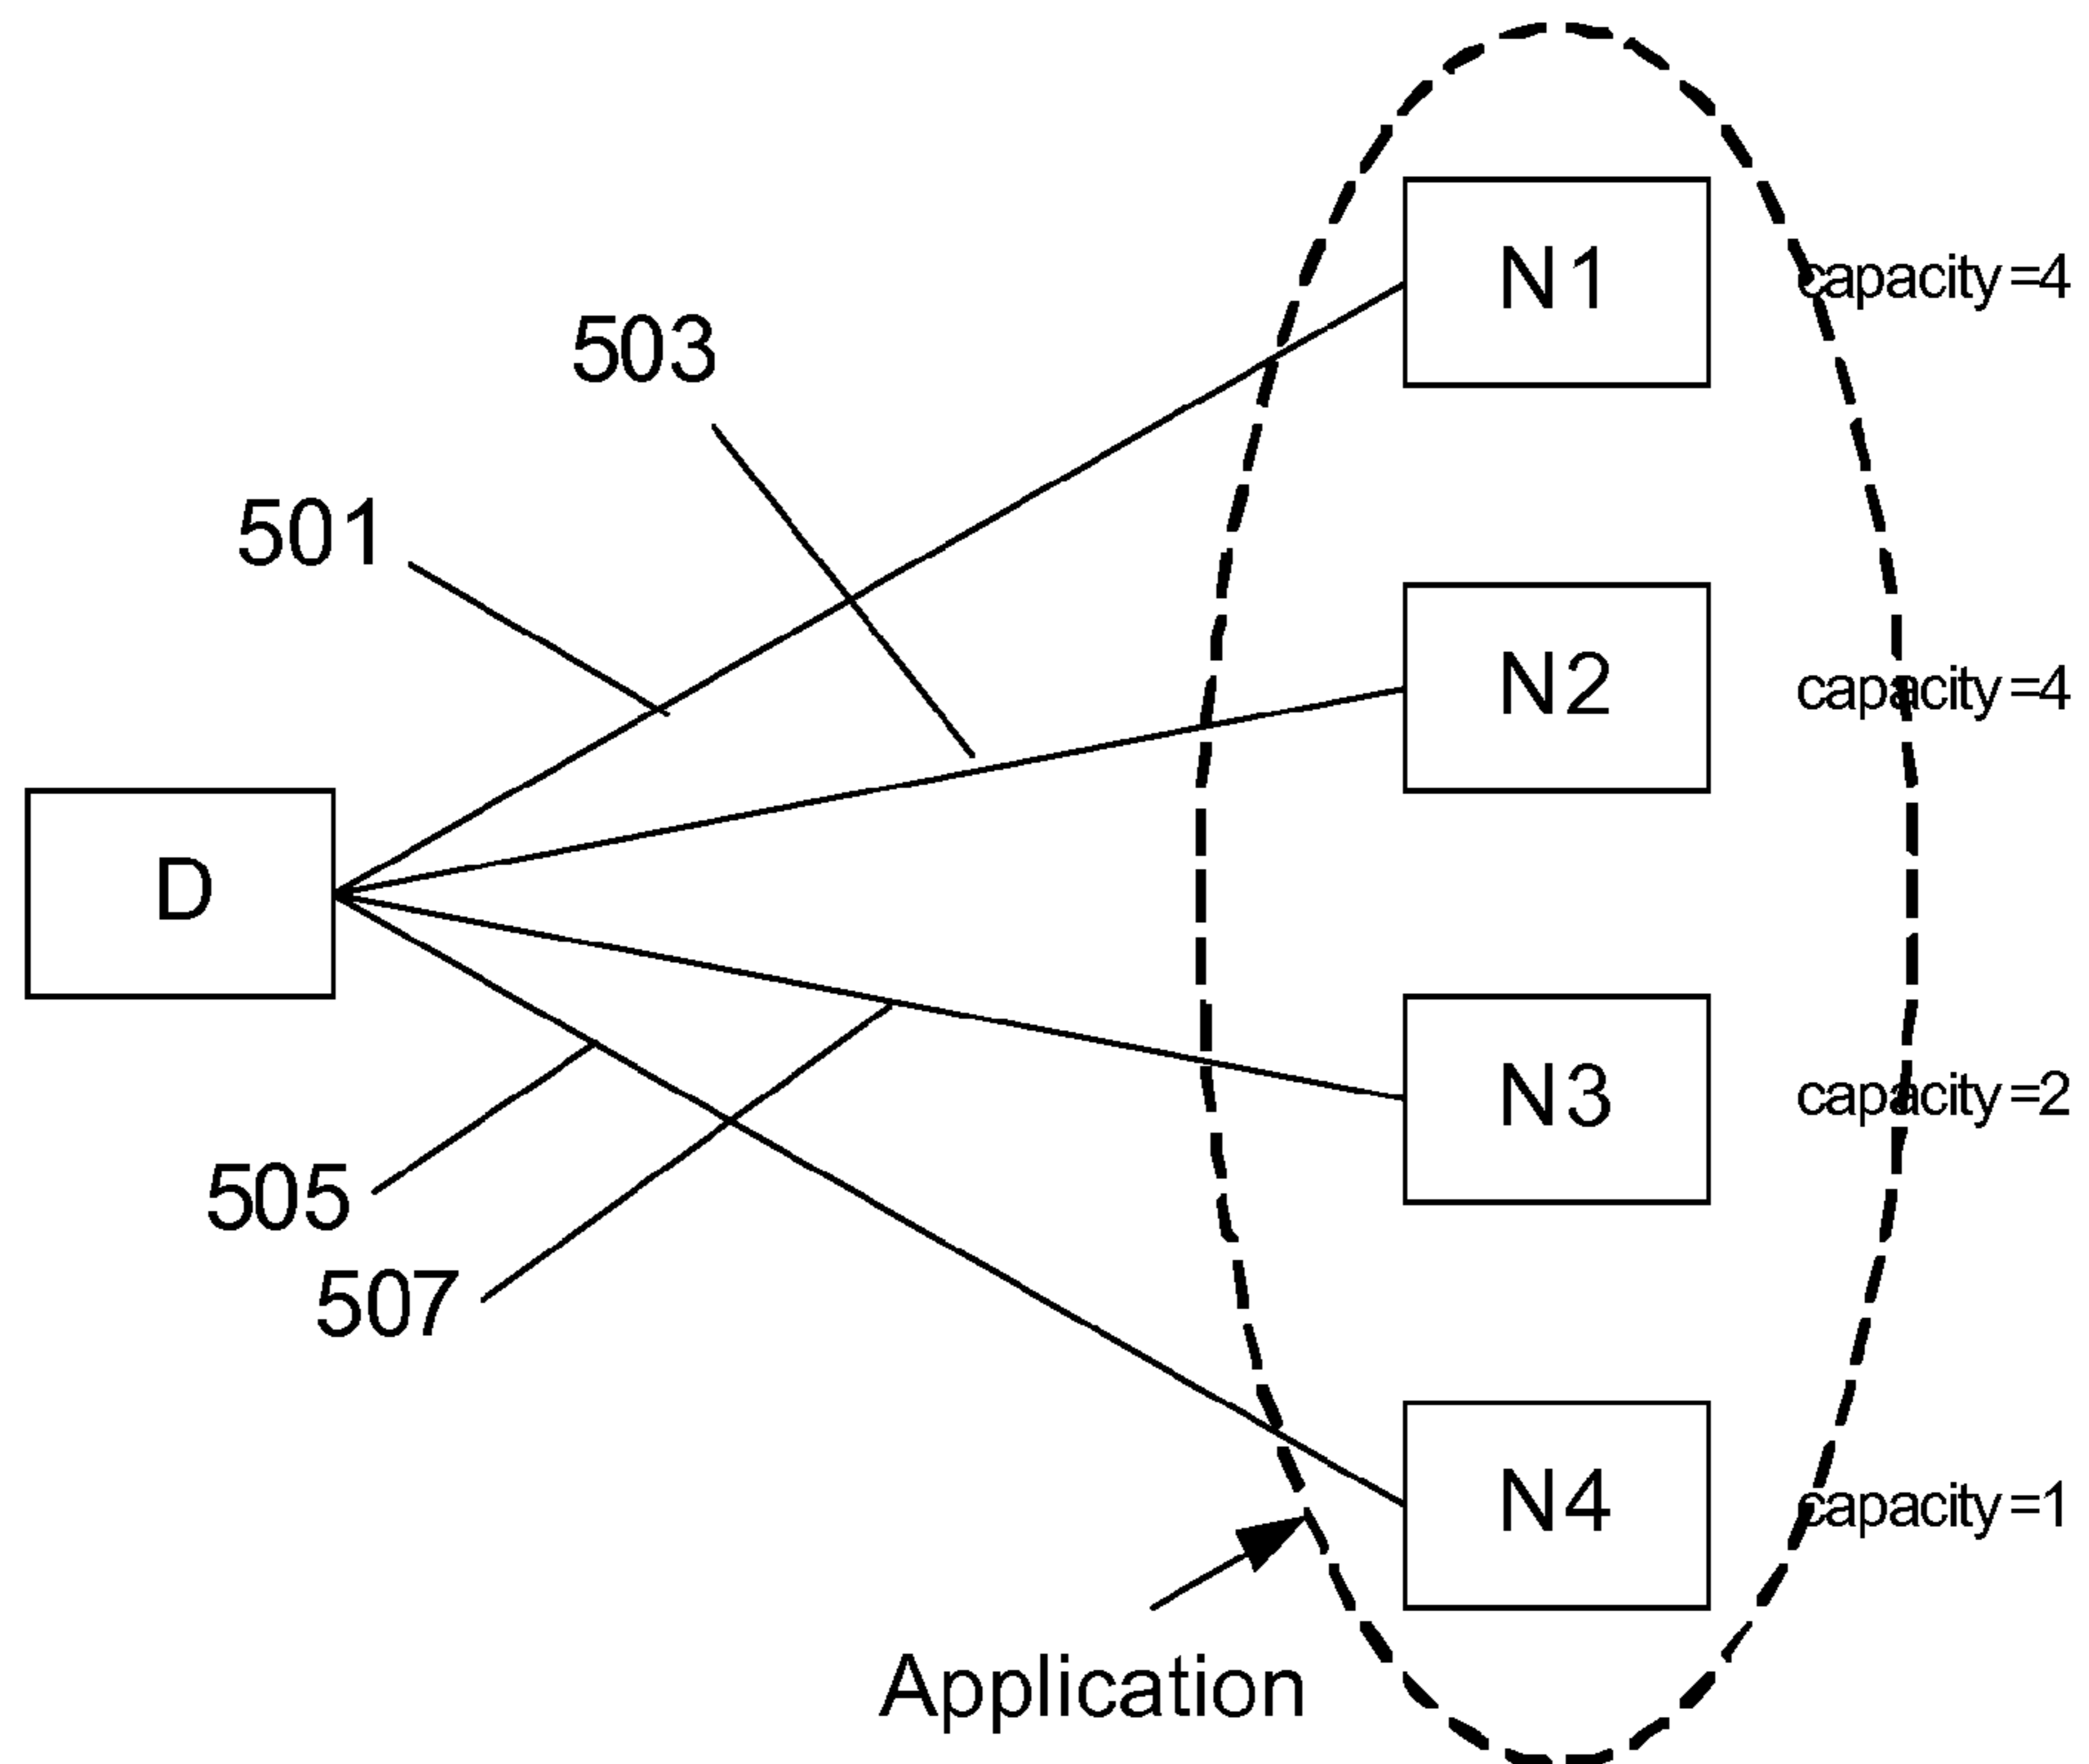 N1
capacity=4
503
501
N2
capacity=4
D
N3
capacity=2
505
507
N4
capacity=1
Application